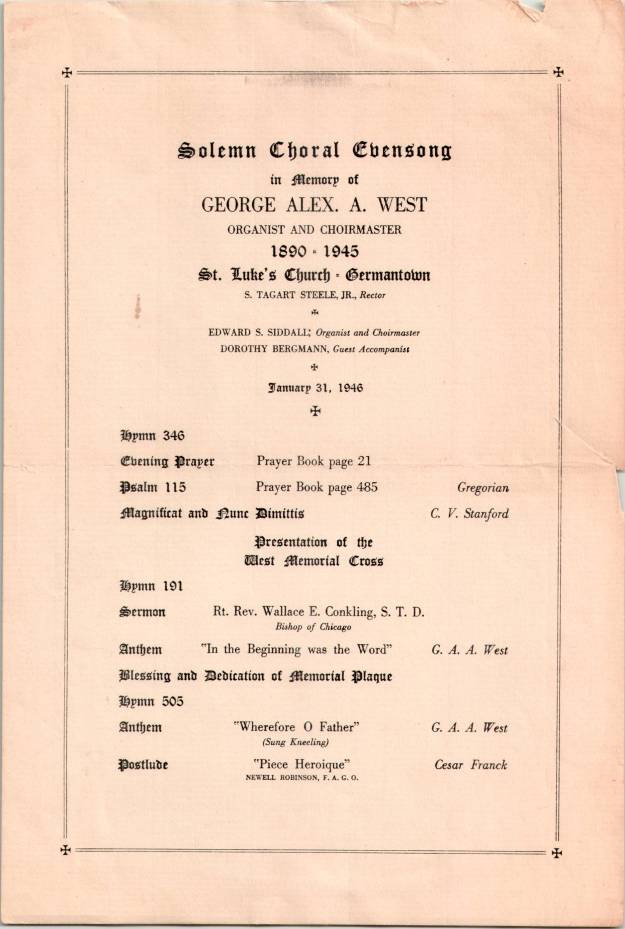 Solemn Choral Evensong
in Memory of
GEORGE ALEX. A. WEST
ORGANIST AND CHOIRMASTER
1890 - 1945
St. Luke's Church - Germantown
S. TAGART STEELE, JR., Rector
EDWARD S. SIDDALL, Organist and Choirmaster
DOROTHY BERGMANN, Guest Accompanist
January 31, 1946
Hymn 346
Evening Prayer Prayer Book page 21
Psalm 115 Prayer Book page 485 Gregorian
Magnificat and Nunc Dimittis C. V. Stanford
Presentation of the
West Memorial Cross
Hymn 191
Sermon Rt. Rev. Wallace E. Conkling, S. T. D.
Bishop of Chicago
Anthem "In the Beginning was the Word" G. A. A. West
Blessing and Dedication of Memorial Plaque
Hymn 505
Anthem "Wherefore O Father" G. A. A. West
(Sung Kneeling)
Postlude "Piece Heroique" Cesar Franck
NEWELL ROBINSON, F. A. G. O.